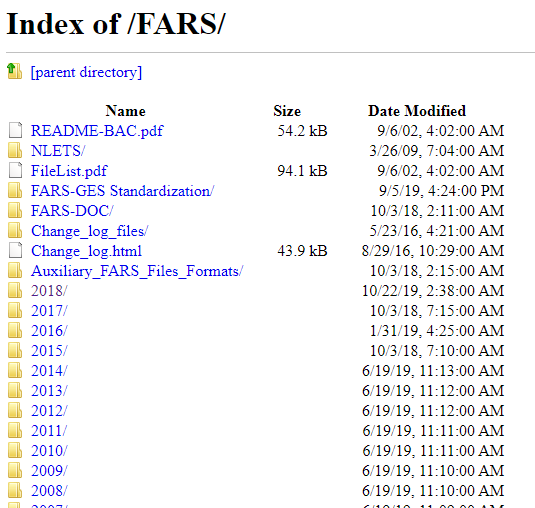 Index of /FARS/
[parent directory]
Name Size Date Modified
README-BAC.pdf 54.2 kB 9/6/02, 4:02:00 AM
NLETS/ 3/26/09, 7:04:00 AM
FileList.pdf 94.1 kB 9/6/02, 4:02:00 AM
FARS-GES Standardization/ 9/5/19, 4:24:00 PM
FARS-DOC/ 10/3/18, 2:11:00 AM
Change_log_files/ 5/23/16, 4:21:00 AM
Change_log.html 43.9 kB 8/29/16, 10:29:00 AM
Auxiliary_FARS_Files_Formats/ 10/3/18, 2:15:00 AM
2018/ 10/22/19, 2:38:00 AM
2017/ 10/3/18, 7:15:00 AM
2016/ 1/31/19, 4:25:00 AM
2015/ 10/3/18, 7:10:00 AM
2014/ 6/19/19, 11:13:00 AM
2013/ 6/19/19, 11:12:00 AM
2012/ 6/19/19, 11:12:00 AM
2011/ 6/19/19, 11:11:00 AM
2010/ 6/19/19, 11:11:00 AM
2009/ 6/19/19, 11:10:00 AM
2008/ 6/19/19, 11:10:00 AM